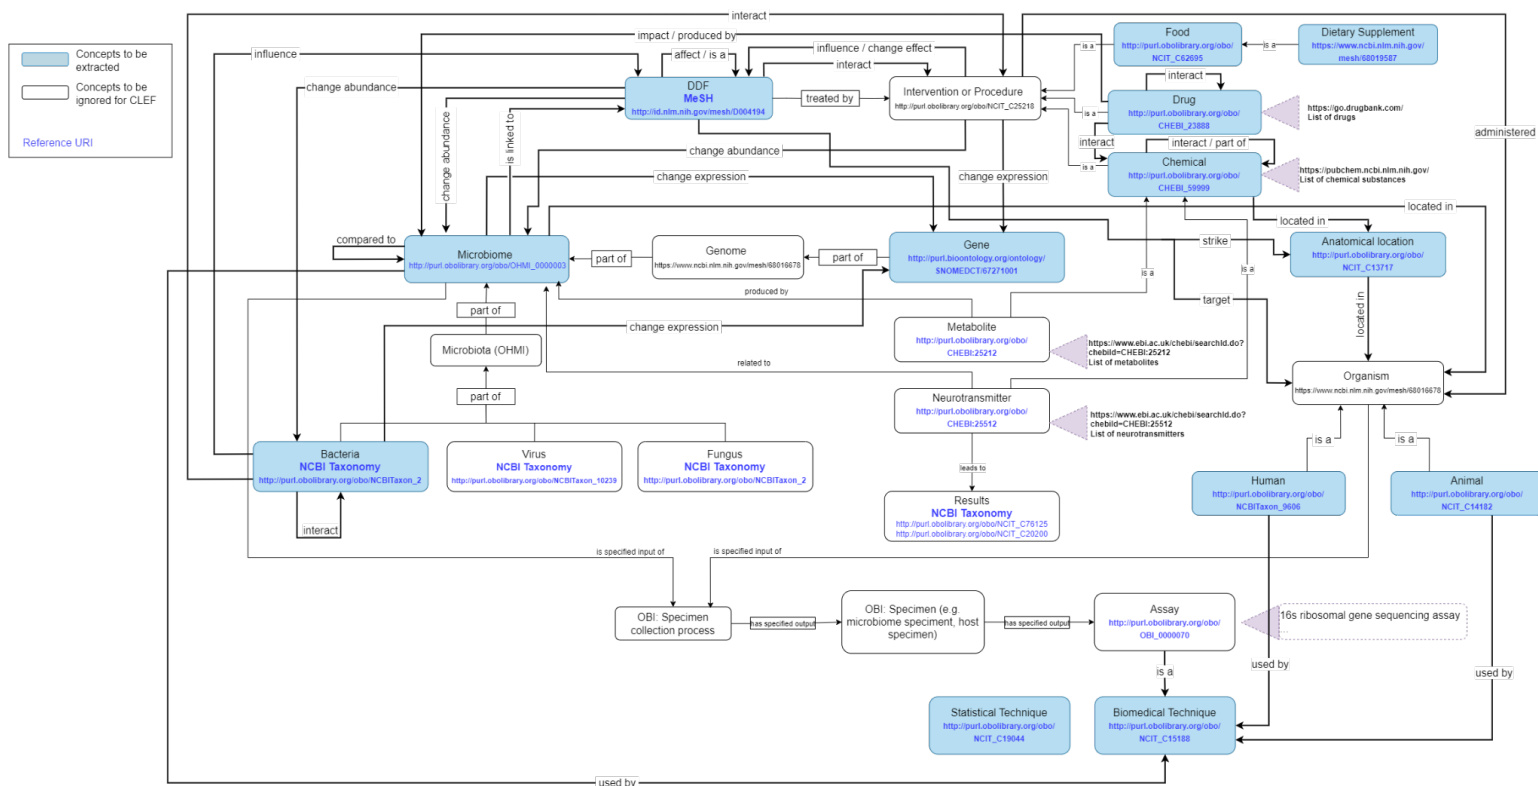 Concepts to be
extracted
Concepts to be
ignored for CLEF
Reference URI
interact
impact / produced by
influence
affect / is a
influence / change effect
interact
change abundance
DDF
MeSH
http://id.nlm.nih.gov/mesh/D004194
treated by
Intervention or Procedure
http://purl.obolibrary.org/obo/NCIT_C25218
Food
http://purl.obolibrary.org/obo/
NCIT_C62695
is a
Dietary Supplement
https://www.ncbi.nlm.nih.gov/
mesh/68019587
is a
interact
Drug
http://purl.obolibrary.org/obo/
CHEBI_23888
is a
https://go.drugbank.com/
List of drugs
interact
interact / part of
Chemical
http://purl.obolibrary.org/obo/
CHEBI_59999
is a
https://pubchem.ncbi.nlm.nih.gov/
List of chemical substances
administered
change abundance
is linked to
change abundance
change expression
change expression
located in
located in
compared to
Microbiome
http://purl.obolibrary.org/obo/OHMI_0000003
part of
Genome
https://www.ncbi.nlm.nih.gov/mesh/68016678
part of
Gene
http://purl.bioontology.org/ontology/
SNOMEDCT/67271001
strike
Anatomical location
http://purl.obolibrary.org/obo/
NCIT_C13717
is a
is a
produced by
target
located in
part of
change expression
Metabolite
http://purl.obolibrary.org/obo/
CHEBI:25212
https://www.ebi.ac.uk/chebi/searchId.do?
chebiId=CHEBI:25212
List of metabolites
Microbiota (OHMI)
related to
Organism
https://www.ncbi.nlm.nih.gov/mesh/68016678
part of
Neurotransmitter
http://purl.obolibrary.org/obo/
CHEBI:25512
https://www.ebi.ac.uk/chebi/searchId.do?
chebiId=CHEBI:25512
List of neurotransmitters
is a
is a
Bacteria
NCBI Taxonomy
http://purl.obolibrary.org/obo/NCBITaxon_2
Virus
NCBI Taxonomy
http://purl.obolibrary.org/obo/NCBITaxon_10239
Fungus
NCBI Taxonomy
http://purl.obolibrary.org/obo/NCBITaxon_2
leads to
Results
NCBI Taxonomy
http://purl.obolibrary.org/obo/NCIT_C76125
http://purl.obolibrary.org/obo/NCIT_C20200
Human
http://purl.obolibrary.org/obo/
NCBITaxon_9606
Animal
http://purl.obolibrary.org/obo/
NCIT_C14182
interact
is specified input of
is specified input of
OBI: Specimen
collection process
has specified output
OBI: Specimen (e.g.
microbiome speciment, host
specimen)
has specified output
Assay
http://purl.obolibrary.org/obo/
OBI_0000070
16s ribosomal gene sequencing assay
...
is a
used by
used by
Statistical Technique
http://purl.obolibrary.org/obo/
NCIT_C19044
Biomedical Technique
http://purl.obolibrary.org/obo/
NCIT_C15188
used by